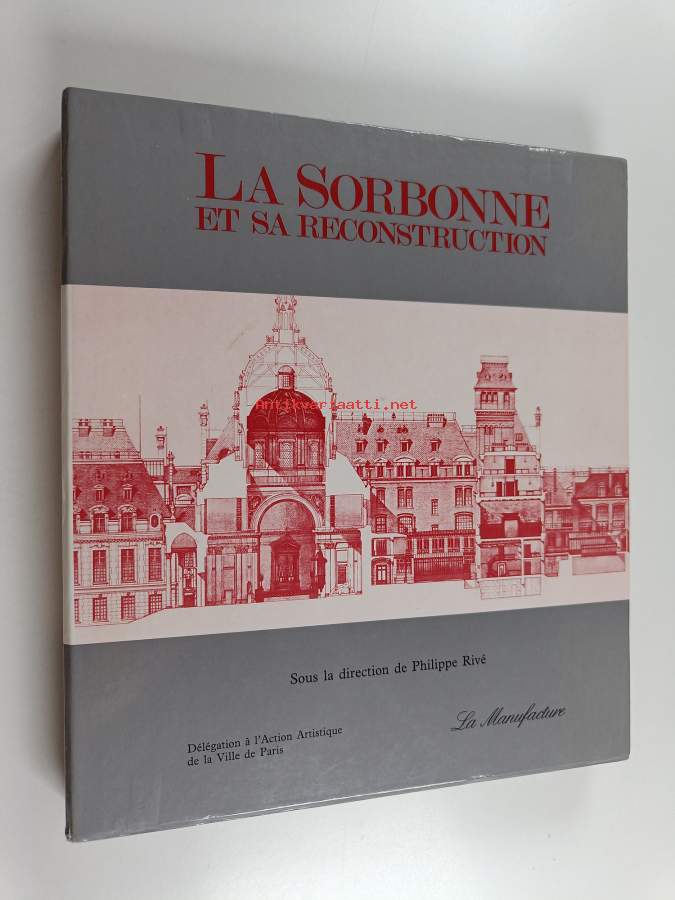 LA SORBONNE
ET SA RECONSTRUCTION
antikvariaatti.net
Sous la direction de Philippe Rivé
Délégation à l'Action Artistique
de la Ville de Paris
La Manufacture